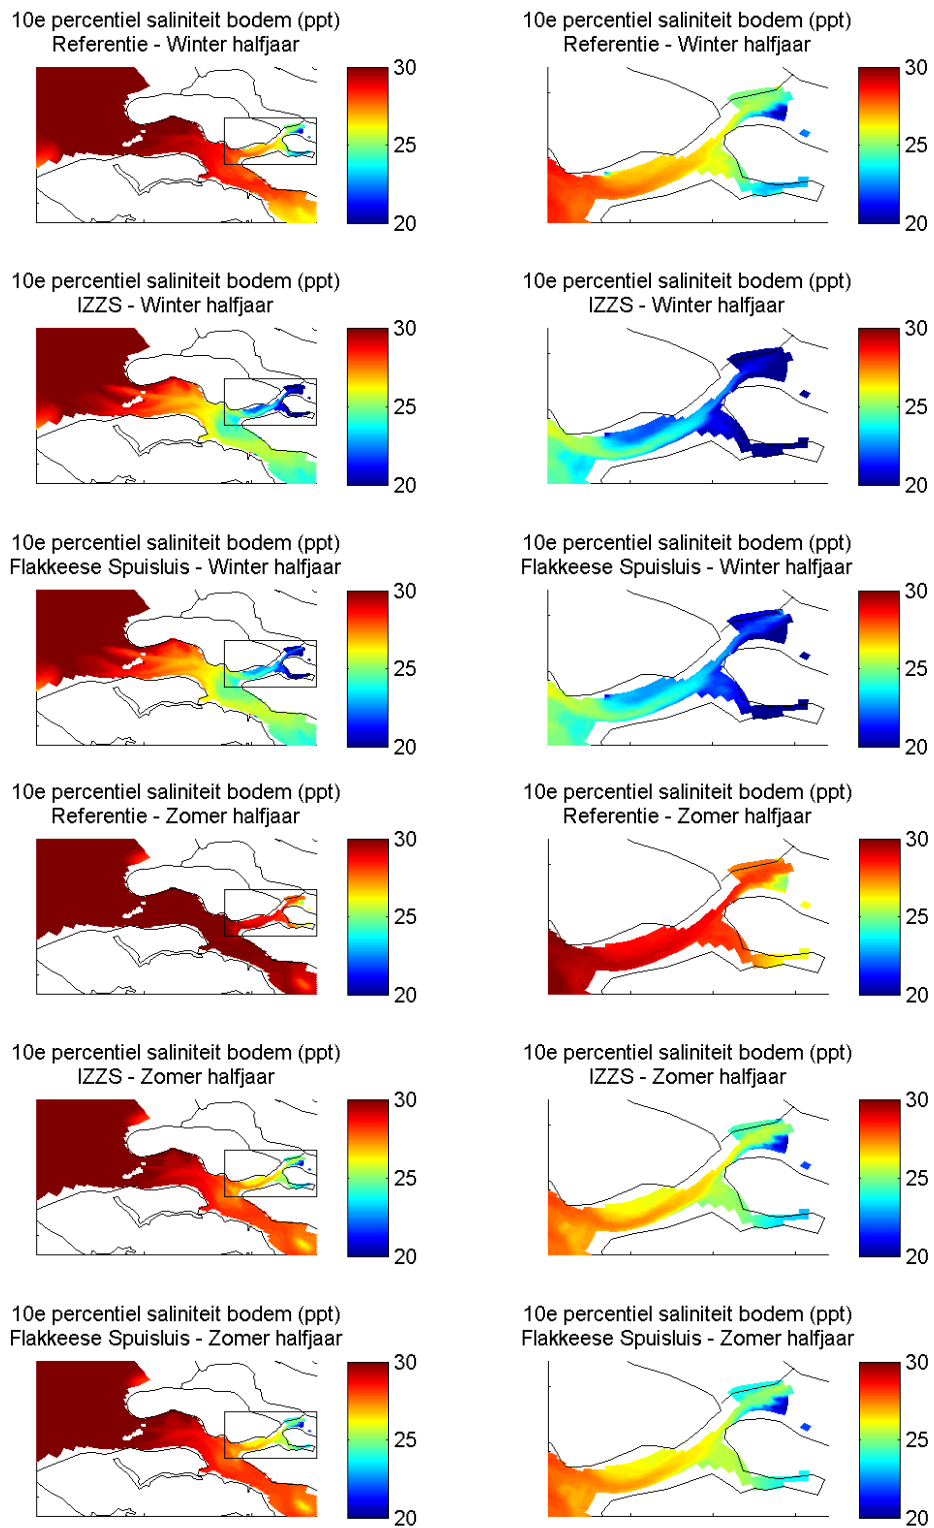 10e percentiel saliniteit bodem (ppt)
Referentie - Winter halfjaar
30
25
20
10e percentiel saliniteit bodem (ppt)
Referentie - Winter halfjaar
30
25
20
10e percentiel saliniteit bodem (ppt)
IZZS - Winter halfjaar
30
25
20
10e percentiel saliniteit bodem (ppt)
IZZS - Winter halfjaar
30
25
20
10e percentiel saliniteit bodem (ppt)
Flakkeese Spuisluis - Winter halfjaar
30
25
20
10e percentiel saliniteit bodem (ppt)
Flakkeese Spuisluis - Winter halfjaar
30
25
20
10e percentiel saliniteit bodem (ppt)
Referentie - Zomer halfjaar
30
25
20
10e percentiel saliniteit bodem (ppt)
Referentie - Zomer halfjaar
30
25
20
10e percentiel saliniteit bodem (ppt)
IZZS - Zomer halfjaar
30
25
20
10e percentiel saliniteit bodem (ppt)
IZZS - Zomer halfjaar
30
25
20
10e percentiel saliniteit bodem (ppt)
Flakkeese Spuisluis - Zomer halfjaar
30
25
20
10e percentiel saliniteit bodem (ppt)
Flakkeese Spuisluis - Zomer halfjaar
30
25
20